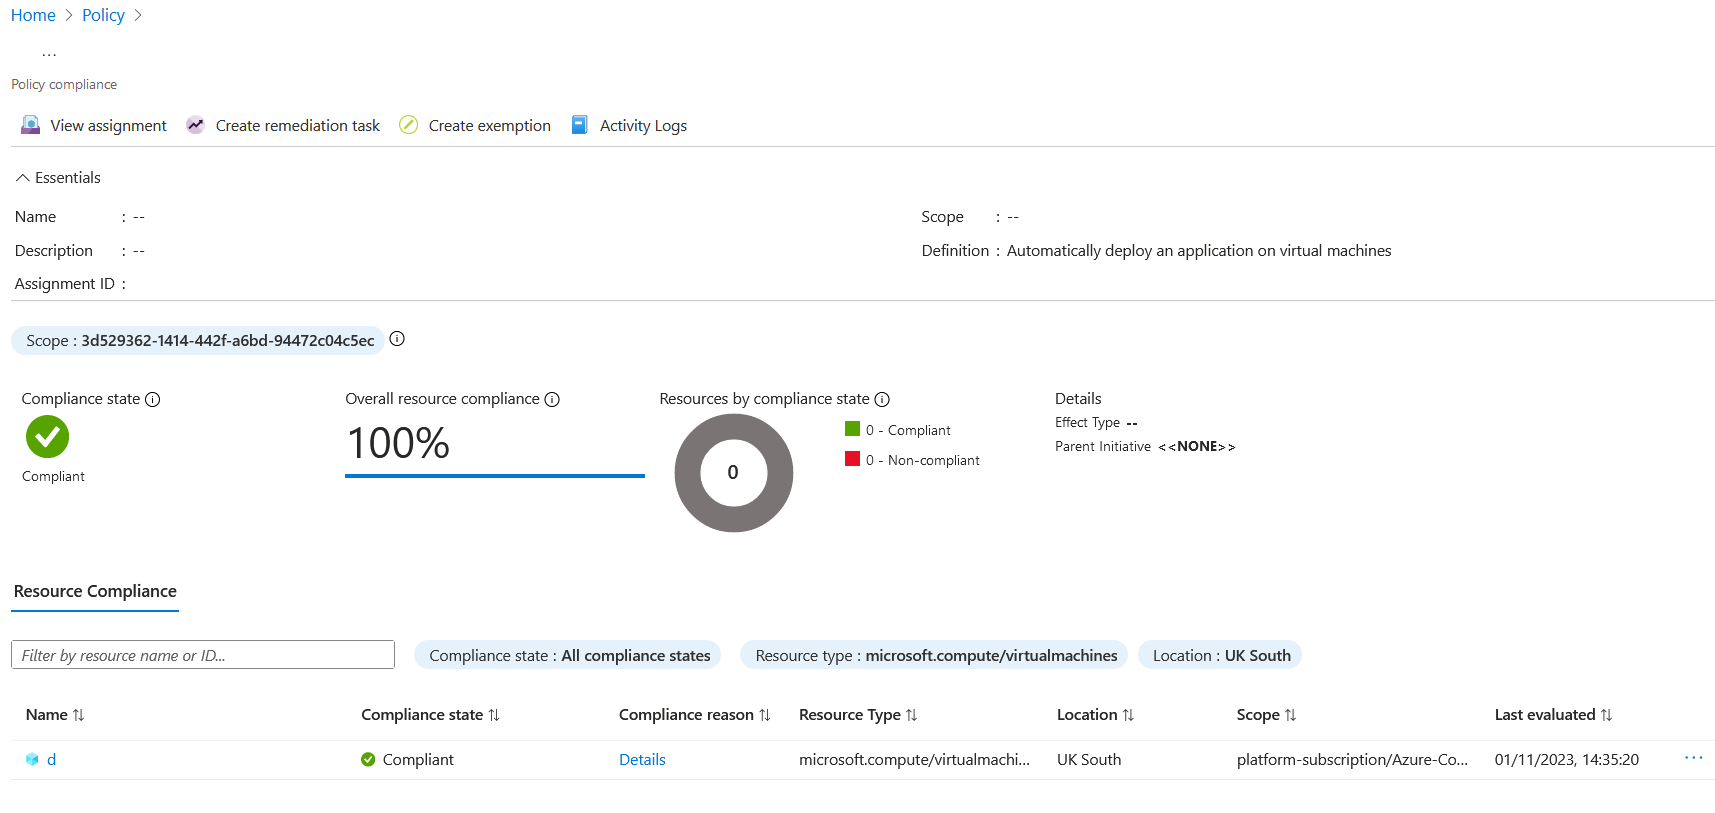 Home > Policy >
...
Policy compliance
View assignment Create remediation task Create exemption Activity Logs
Essentials
Name : -- Scope : --
Description : -- Definition : Automatically deploy an application on virtual machines
Assignment ID :
Scope : 3d529362-1414-442f-a6bd-94472c04c5ec
Compliance state Overall resource compliance Resources by compliance state Details
Effect Type --
100% 0 - Compliant
Parent Initiative <<NONE>>
0 - Non-compliant
0
Compliant
Resource Compliance
Filter by resource name or ID... Compliance state : All compliance states Resource type : microsoft.compute/virtualmachines Location : UK South
Name Compliance state Compliance reason Resource Type Location Scope Last evaluated
d Compliant Details microsoft.compute/virtualmachi... UK South platform-subscription/Azure-Co... 01/11/2023, 14:35:20 ...